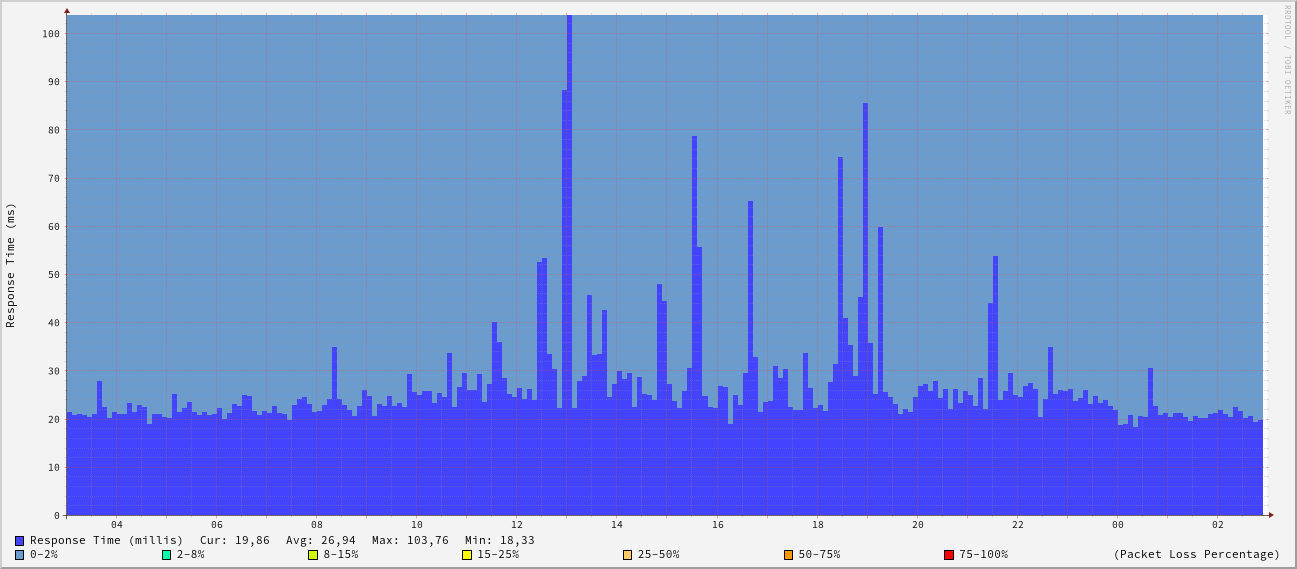 RRDTOOL / TOBI OETIKER
Response Time (ms)
100
90
80
70
60
50
40
30
20
10
0
04 06 08 10 12 14 16 18 20 22 00 02
Response Time (millis) Cur: 19,86 Avg: 26,94 Max: 103,76 Min: 18,33
0-2% 2-8% 8-15% 15-25% 25-50% 50-75% 75-100% (Packet Loss Percentage)